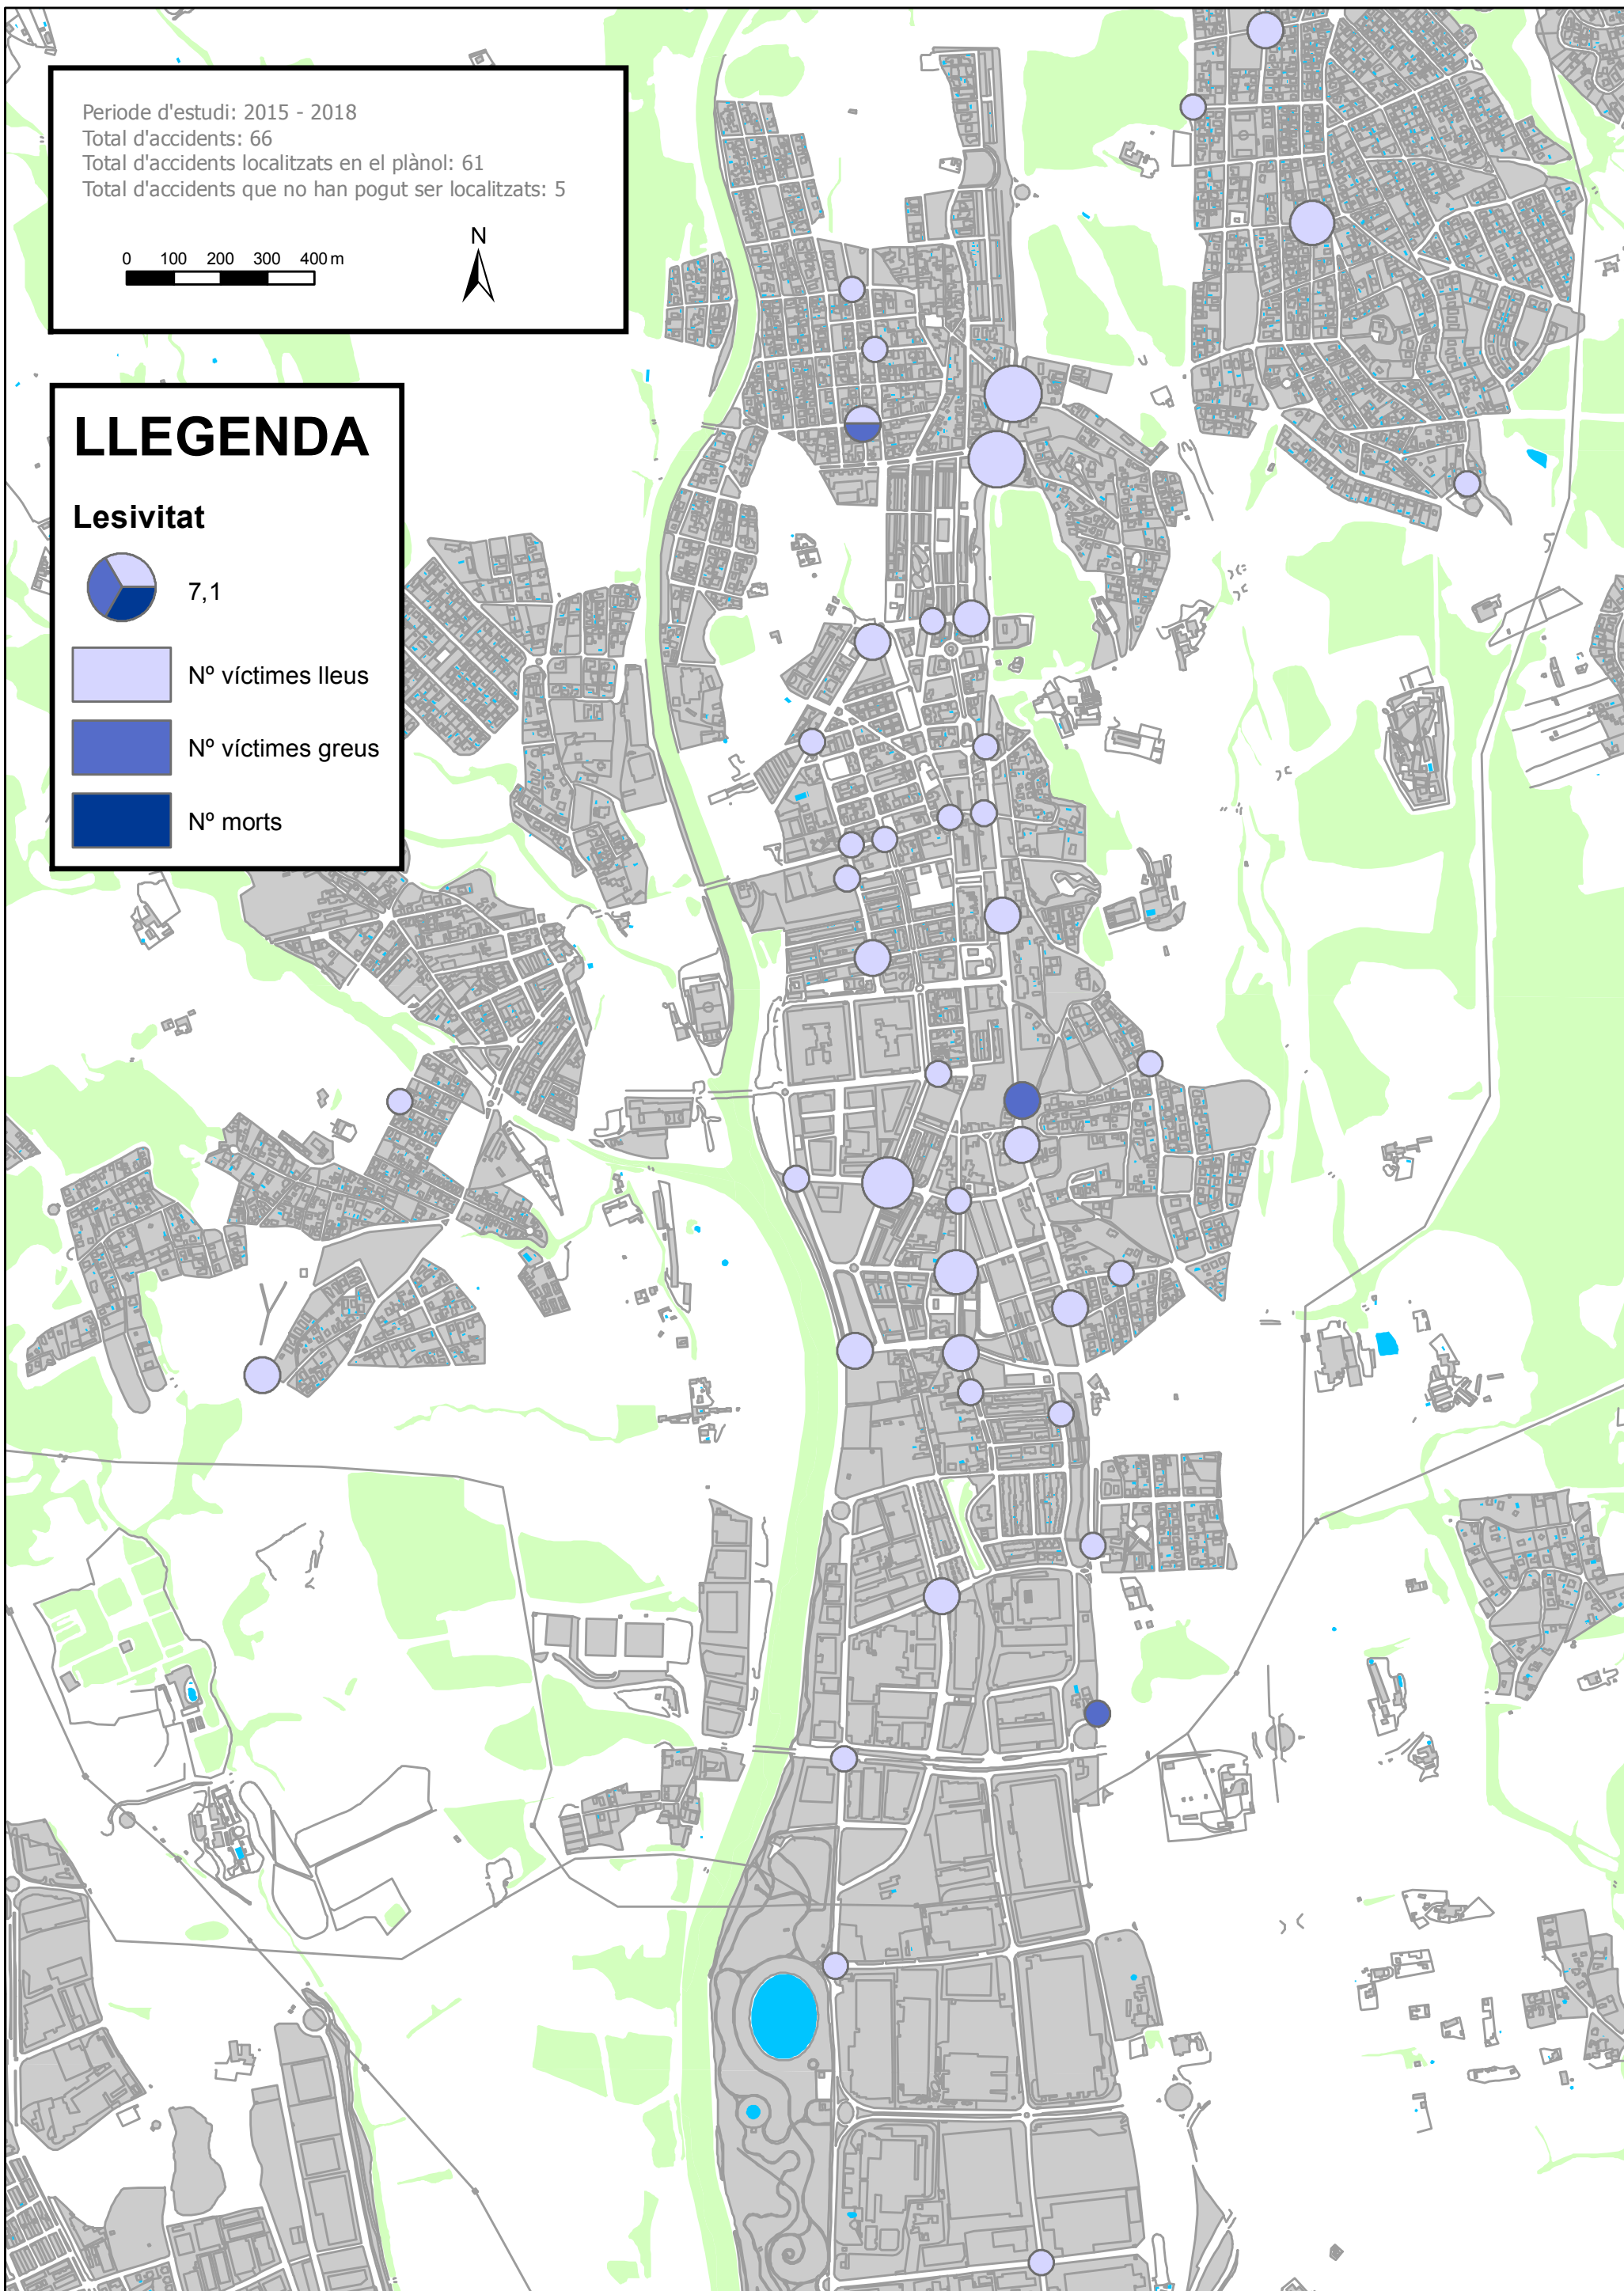 Periode d'estudi: 2015 - 2018
Total d'accidents: 66
Total d'accidents localitzats en el plànol: 61
Total d'accidents que no han pogut ser localitzats: 5
N
0 100 200 300 400 m
LLEGENDA
Lesivitat
7,1
Nº víctimes lleus
Nº víctimes greus
Nº morts